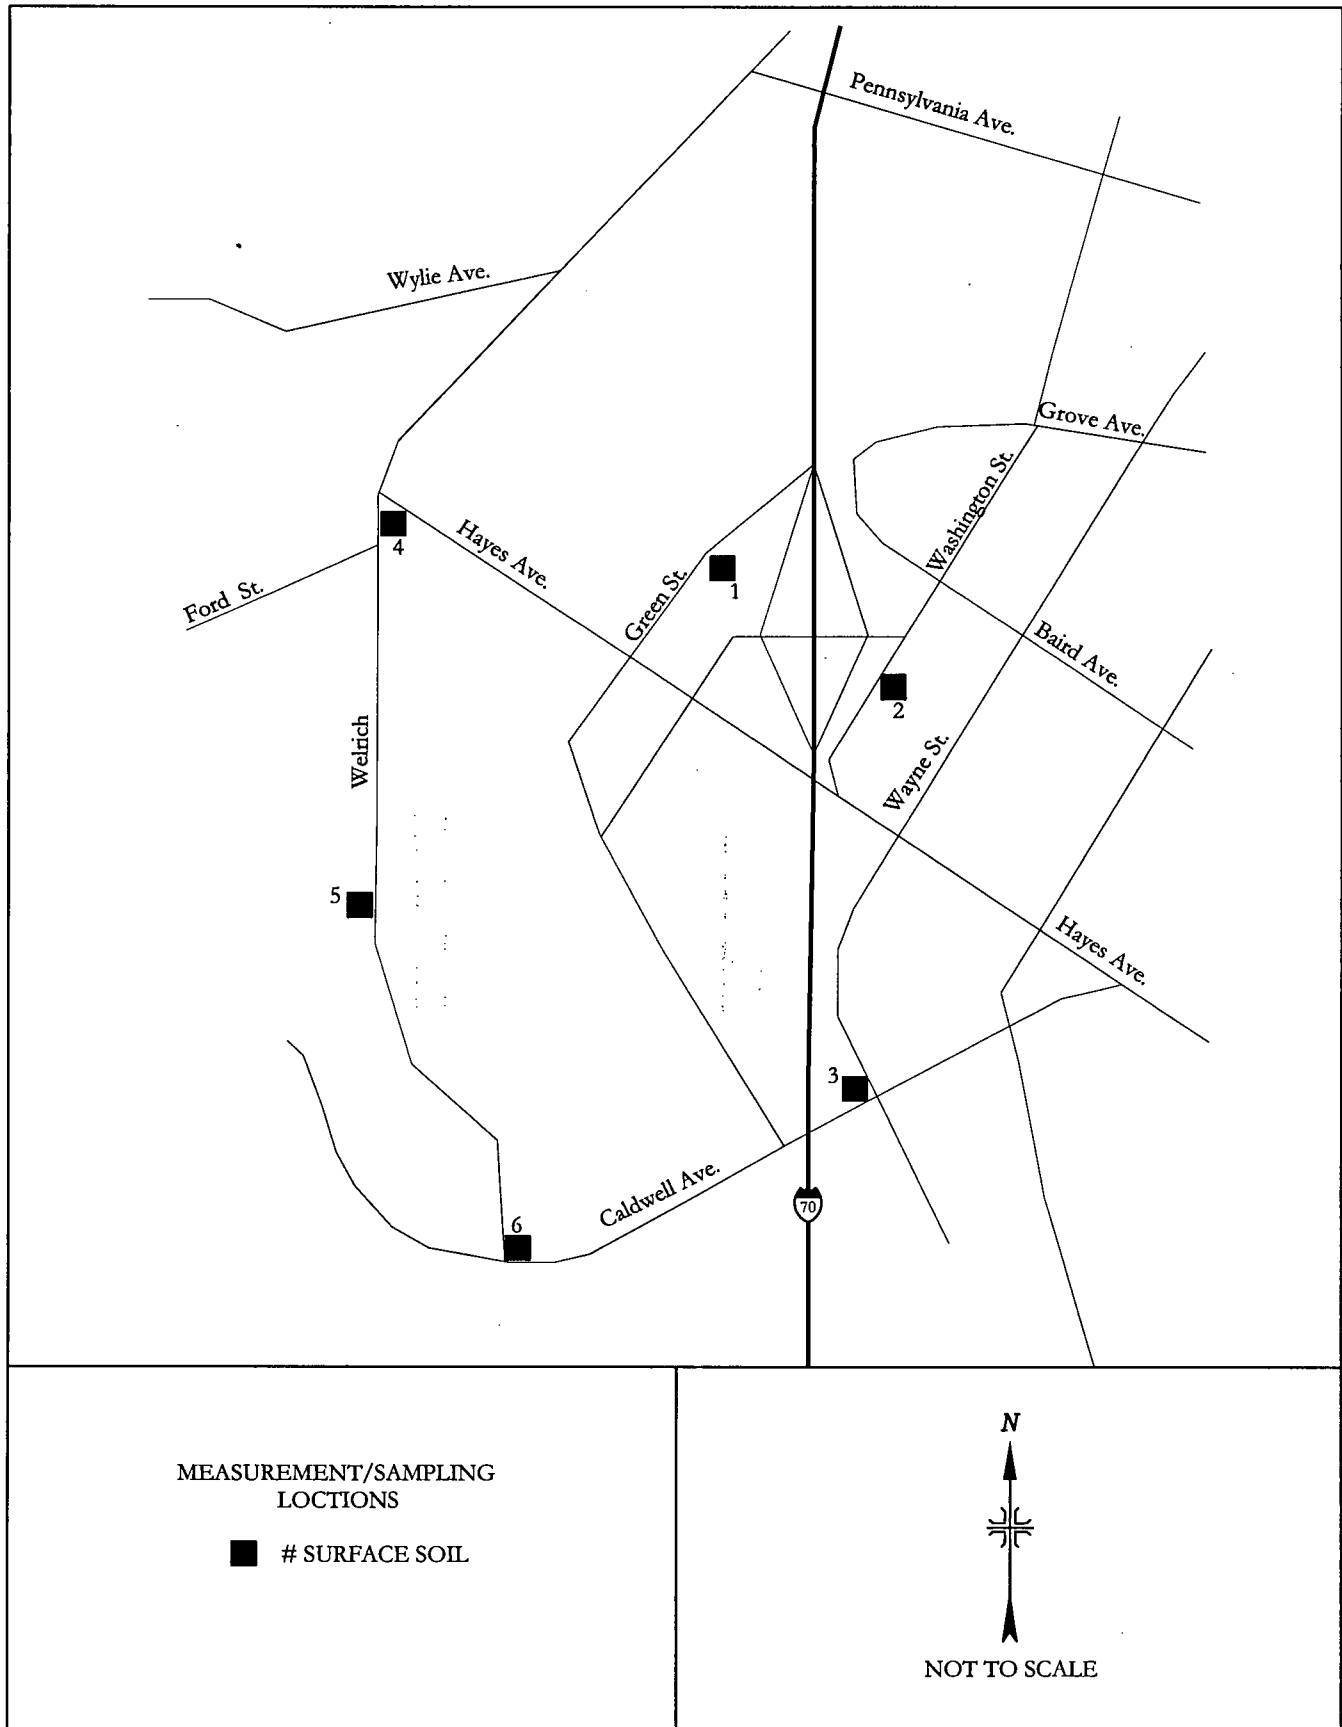 Pennsylvania Ave.
Wylie Ave.
Grove Ave.
Washington St.
Hayes Ave.
4
1
Green St.
Ford St.
Baird Ave.
2
Welrich
Wayne St.
5
Hayes Ave.
3
Caldwell Ave.
70
6
MEASUREMENT/SAMPLING
LOCTIONS
# SURFACE SOIL
N
NOT TO SCALE